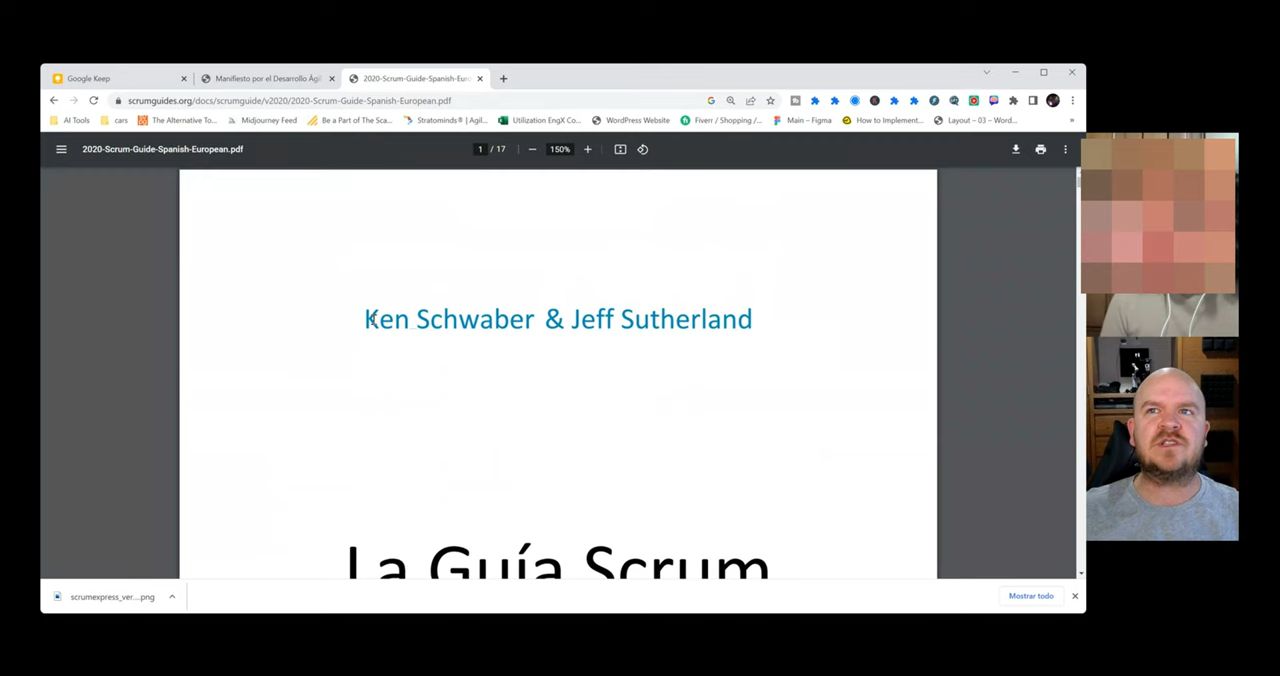 Google Keep
Manifiesto por el Desarrollo Ági
2020-Scrum-Guide-Spanish-Euro
scrumguides.org/docs/scrumguide/v2020/2020-Scrum-Guide-Spanish-European.pdf
AI Tools cars The Alternative To... Midjourney Feed Be a Part of The Sca... Stratominds® | Agil... Utilization EngX Co... WordPress Website Fiverr / Shopping /... Main – Figma How to Implement... Layout – 03 – Word... »
2020-Scrum-Guide-Spanish-European.pdf 1 / 17 150%
Ken Schwaber & Jeff Sutherland
La Guía Scrum
scrumexpress_ver....png Mostrar todo